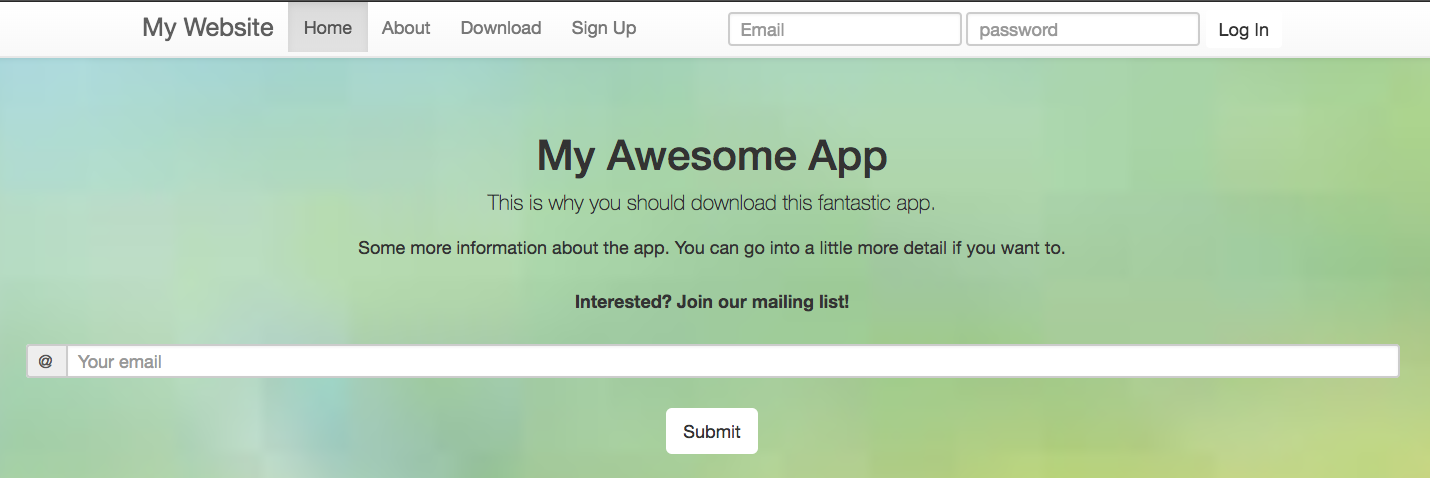 My Website Home About Download Sign Up Email password Log In
My Awesome App
This is why you should download this fantastic app.
Some more information about the app. You can go into a little more detail if you want to.
Interested? Join our mailing list!
@ Your email
Submit